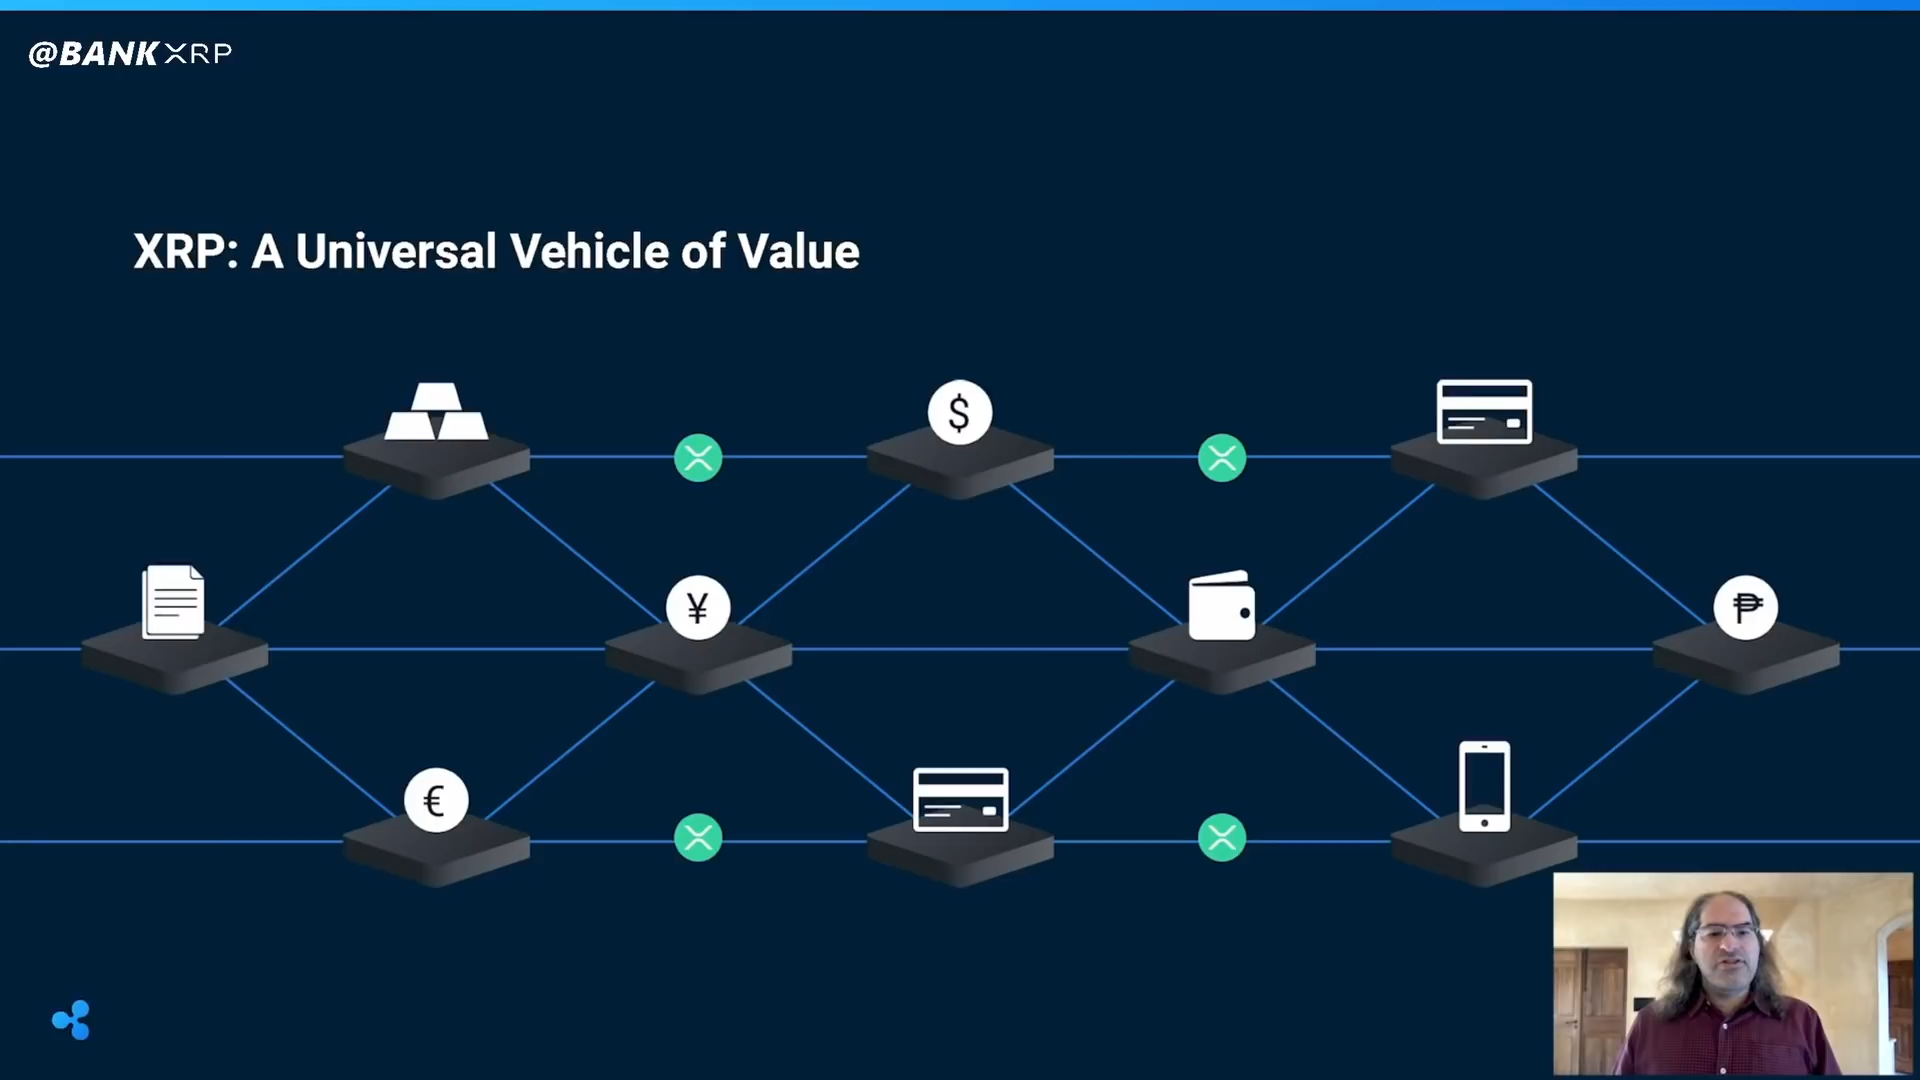 @BANKXRP
XRP: A Universal Vehicle of Value
$
¥
₱
€